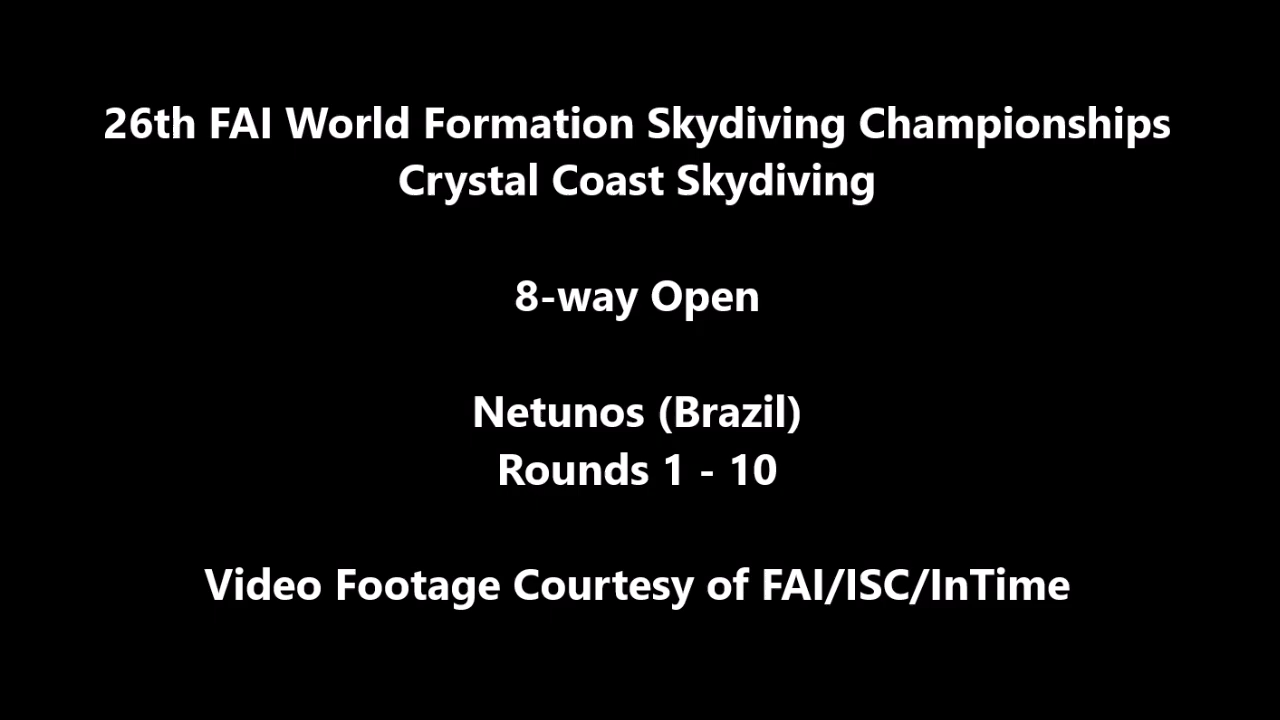 26th FAI World Formation Skydiving Championships
Crystal Coast Skydiving
8-way Open
Netunos (Brazil)
Rounds 1 - 10
Video Footage Courtesy of FAI/ISC/InTime